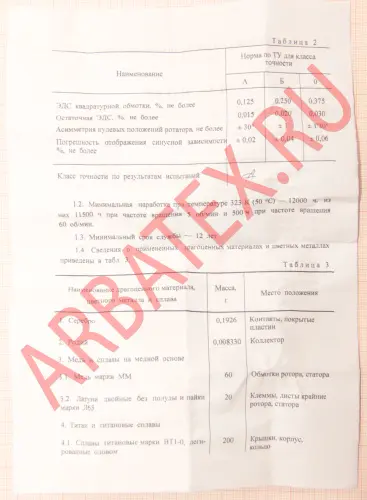 Таблица 2
Наименование
Норма по ТУ для класса
точности
А Б В
ЭДС квадратурной обмотки, %, не более 0,125 0,250 0,375
Остаточная ЭДС, %, не более 0,015 0,020 0,030
Асимметрия нулевых положений ротора, не более ± 30"
Погрешность отображения синусной зависимости ± 0,02 ± 0,04 ± 0,06
%, не более
Класс точности по результатам испытаний
1.2. Минимальная наработка при температуре 323 К (50 °С) — 12000 ч: из
них 11500 ч при частоте вращения 5 об/мин и 500 ч при частоте вращения
60 об/мин.
1.3. Минимальный срок службы — 12 лет.
1.4. Сведения о примененных драгоценных материалах и цветных металлах
приведены в табл. 3.
Таблица 3
Наименование драгоценного материала,
цветного металла и сплава
Масса,
г
Место положения
1. Серебро 0,1926 Контакты, покрытые
пластин
2. Родий 0,008330 Коллектор
3. Медь и сплавы на медной основе
3.1. Медь марки ММ 60 Обмотки ротора, статора
3.2. Латуни двойные без полуды и пайки 20 Клеммы, листы крайние
марки Л63 ротора, статора
4. Титан и титановые сплавы
4.1. Сплавы титановые марки ВТ1-0, 200 Крышки, корпус,
кольцо
ARBATEX.RU